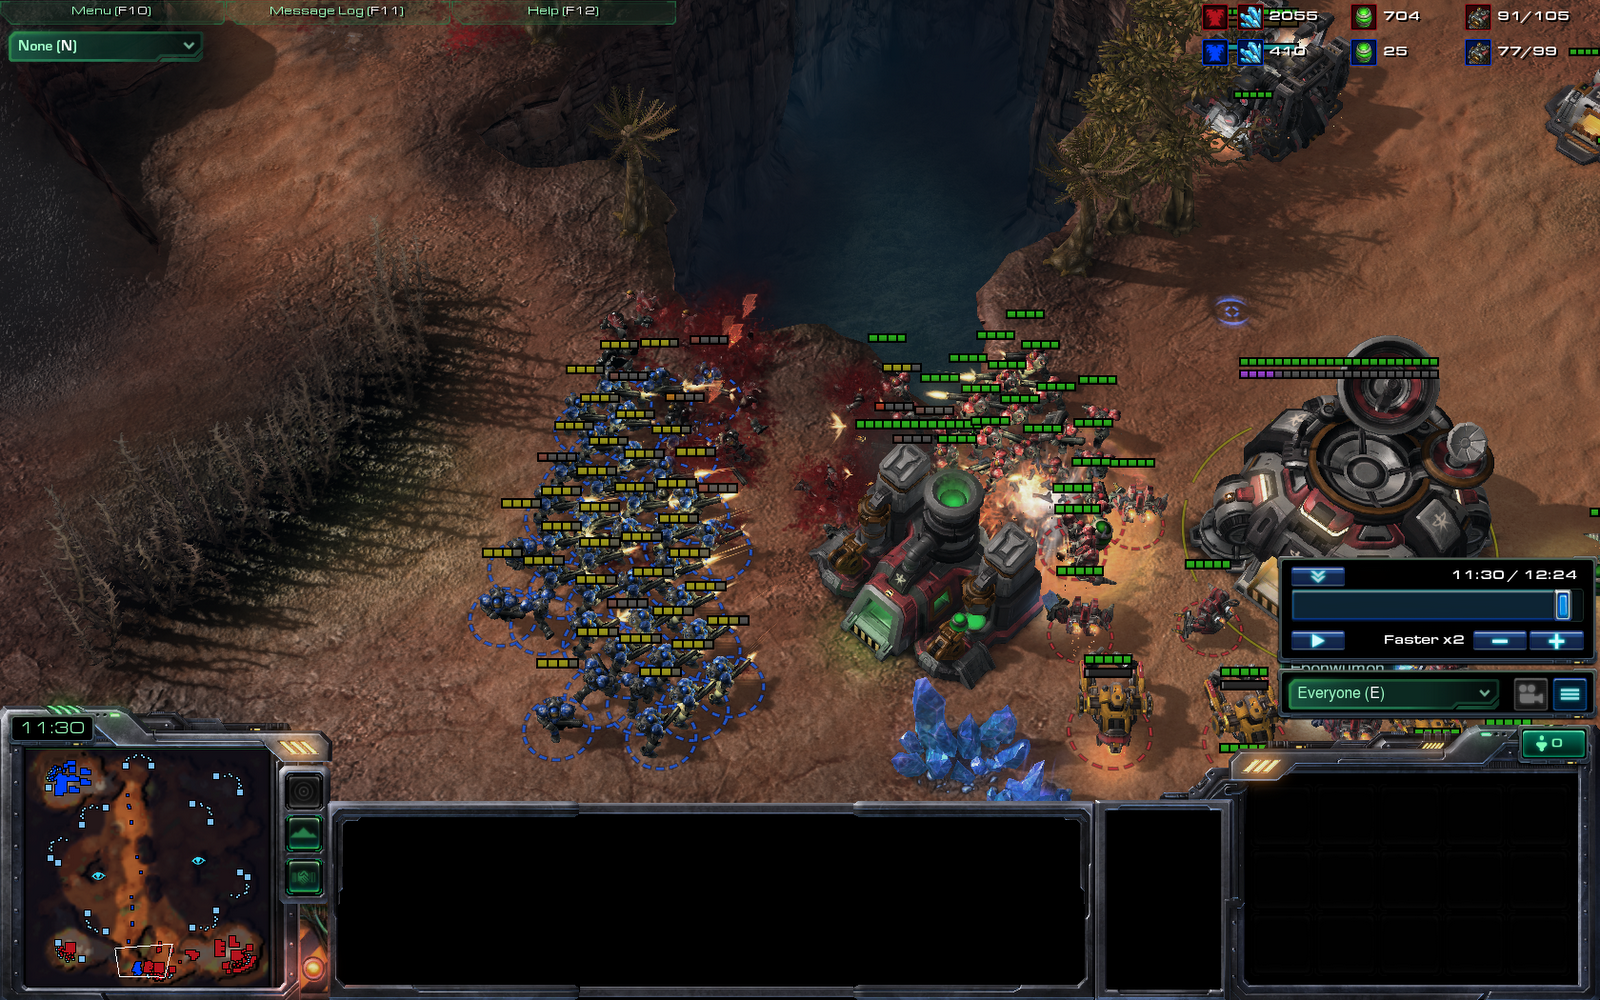 Menu (F10) Message Log (F11) Help (F12)
2055 704 91/105
None (N)
410 25 77/99
11:30 / 12:24
Faster x2
Everyone (E)
11:30
0